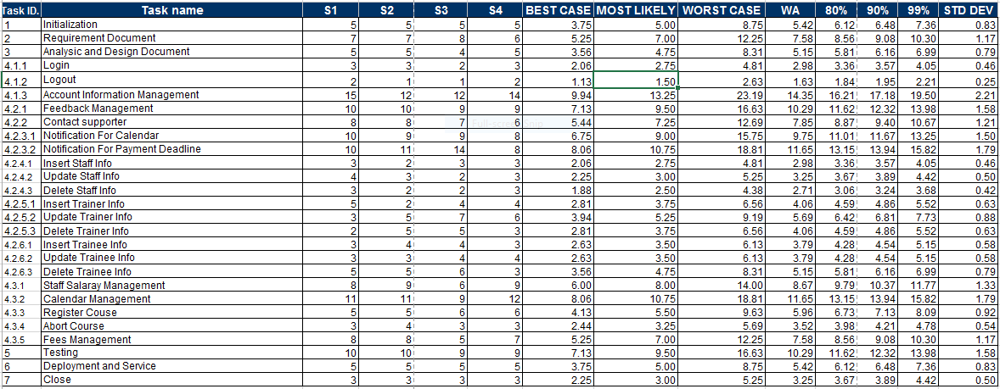 Task ID. Task name S1 S2 S3 S4 BEST CASE MOST LIKELY WORST CASE WA 80% 90% 99% STD DEV
1 Initialization 5 5 5 5 3.75 5.00 8.75 5.42 6.12 6.48 7.36 0.83
2 Requirement Document 7 7 8 6 5.25 7.00 12.25 7.58 8.56 9.08 10.30 1.17
3 Analysic and Design Document 5 5 4 5 3.56 4.75 8.31 5.15 5.81 6.16 6.99 0.79
4.1.1 Login 3 3 2 3 2.06 2.75 4.81 2.98 3.36 3.57 4.05 0.46
4.1.2 Logout 2 1 1 2 1.13 1.50 2.63 1.63 1.84 1.95 2.21 0.25
4.1.3 Account Information Management 15 12 12 14 9.94 13.25 23.19 14.35 16.21 17.18 19.50 2.21
4.2.1 Feedback Management 10 10 9 9 7.13 9.50 16.63 10.29 11.62 12.32 13.98 1.58
4.2.2 Contact supporter 8 8 7 6 5.44 7.25 12.69 7.85 8.87 9.40 10.67 1.21
Full-screen Snip
4.2.3.1 Notification For Calendar 10 9 9 8 6.75 9.00 15.75 9.75 11.01 11.67 13.25 1.50
4.2.3.2 Notification For Payment Deadline 10 11 14 8 8.06 10.75 18.81 11.65 13.15 13.94 15.82 1.79
4.2.4.1 Insert Staff Info 3 2 3 3 2.06 2.75 4.81 2.98 3.36 3.57 4.05 0.46
4.2.4.2 Update Staff Info 4 3 2 3 2.25 3.00 5.25 3.25 3.67 3.89 4.42 0.50
4.2.4.3 Delete Staff Info 3 2 2 3 1.88 2.50 4.38 2.71 3.06 3.24 3.68 0.42
4.2.5.1 Insert Trainer Info 5 2 4 4 2.81 3.75 6.56 4.06 4.59 4.86 5.52 0.63
4.2.5.2 Update Trainer Info 3 5 7 6 3.94 5.25 9.19 5.69 6.42 6.81 7.73 0.88
4.2.5.3 Delete Trainer Info 2 5 5 3 2.81 3.75 6.56 4.06 4.59 4.86 5.52 0.63
4.2.6.1 Insert Trainee Info 3 4 4 3 2.63 3.50 6.13 3.79 4.28 4.54 5.15 0.58
4.2.6.2 Update Trainee Info 3 3 4 4 2.63 3.50 6.13 3.79 4.28 4.54 5.15 0.58
4.2.6.3 Delete Trainee Info 5 5 6 3 3.56 4.75 8.31 5.15 5.81 6.16 6.99 0.79
4.3.1 Staff Salaray Management 8 9 6 9 6.00 8.00 14.00 8.67 9.79 10.37 11.77 1.33
4.3.2 Calendar Management 11 11 9 12 8.06 10.75 18.81 11.65 13.15 13.94 15.82 1.79
4.3.3 Register Couse 5 5 6 6 4.13 5.50 9.63 5.96 6.73 7.13 8.09 0.92
4.3.4 Abort Course 3 4 3 3 2.44 3.25 5.69 3.52 3.98 4.21 4.78 0.54
4.3.5 Fees Management 8 8 5 7 5.25 7.00 12.25 7.58 8.56 9.08 10.30 1.17
5 Testing 10 10 9 9 7.13 9.50 16.63 10.29 11.62 12.32 13.98 1.58
6 Deployment and Service 5 5 5 5 3.75 5.00 8.75 5.42 6.12 6.48 7.36 0.83
7 Close 3 3 3 3 2.25 3.00 5.25 3.25 3.67 3.89 4.42 0.50